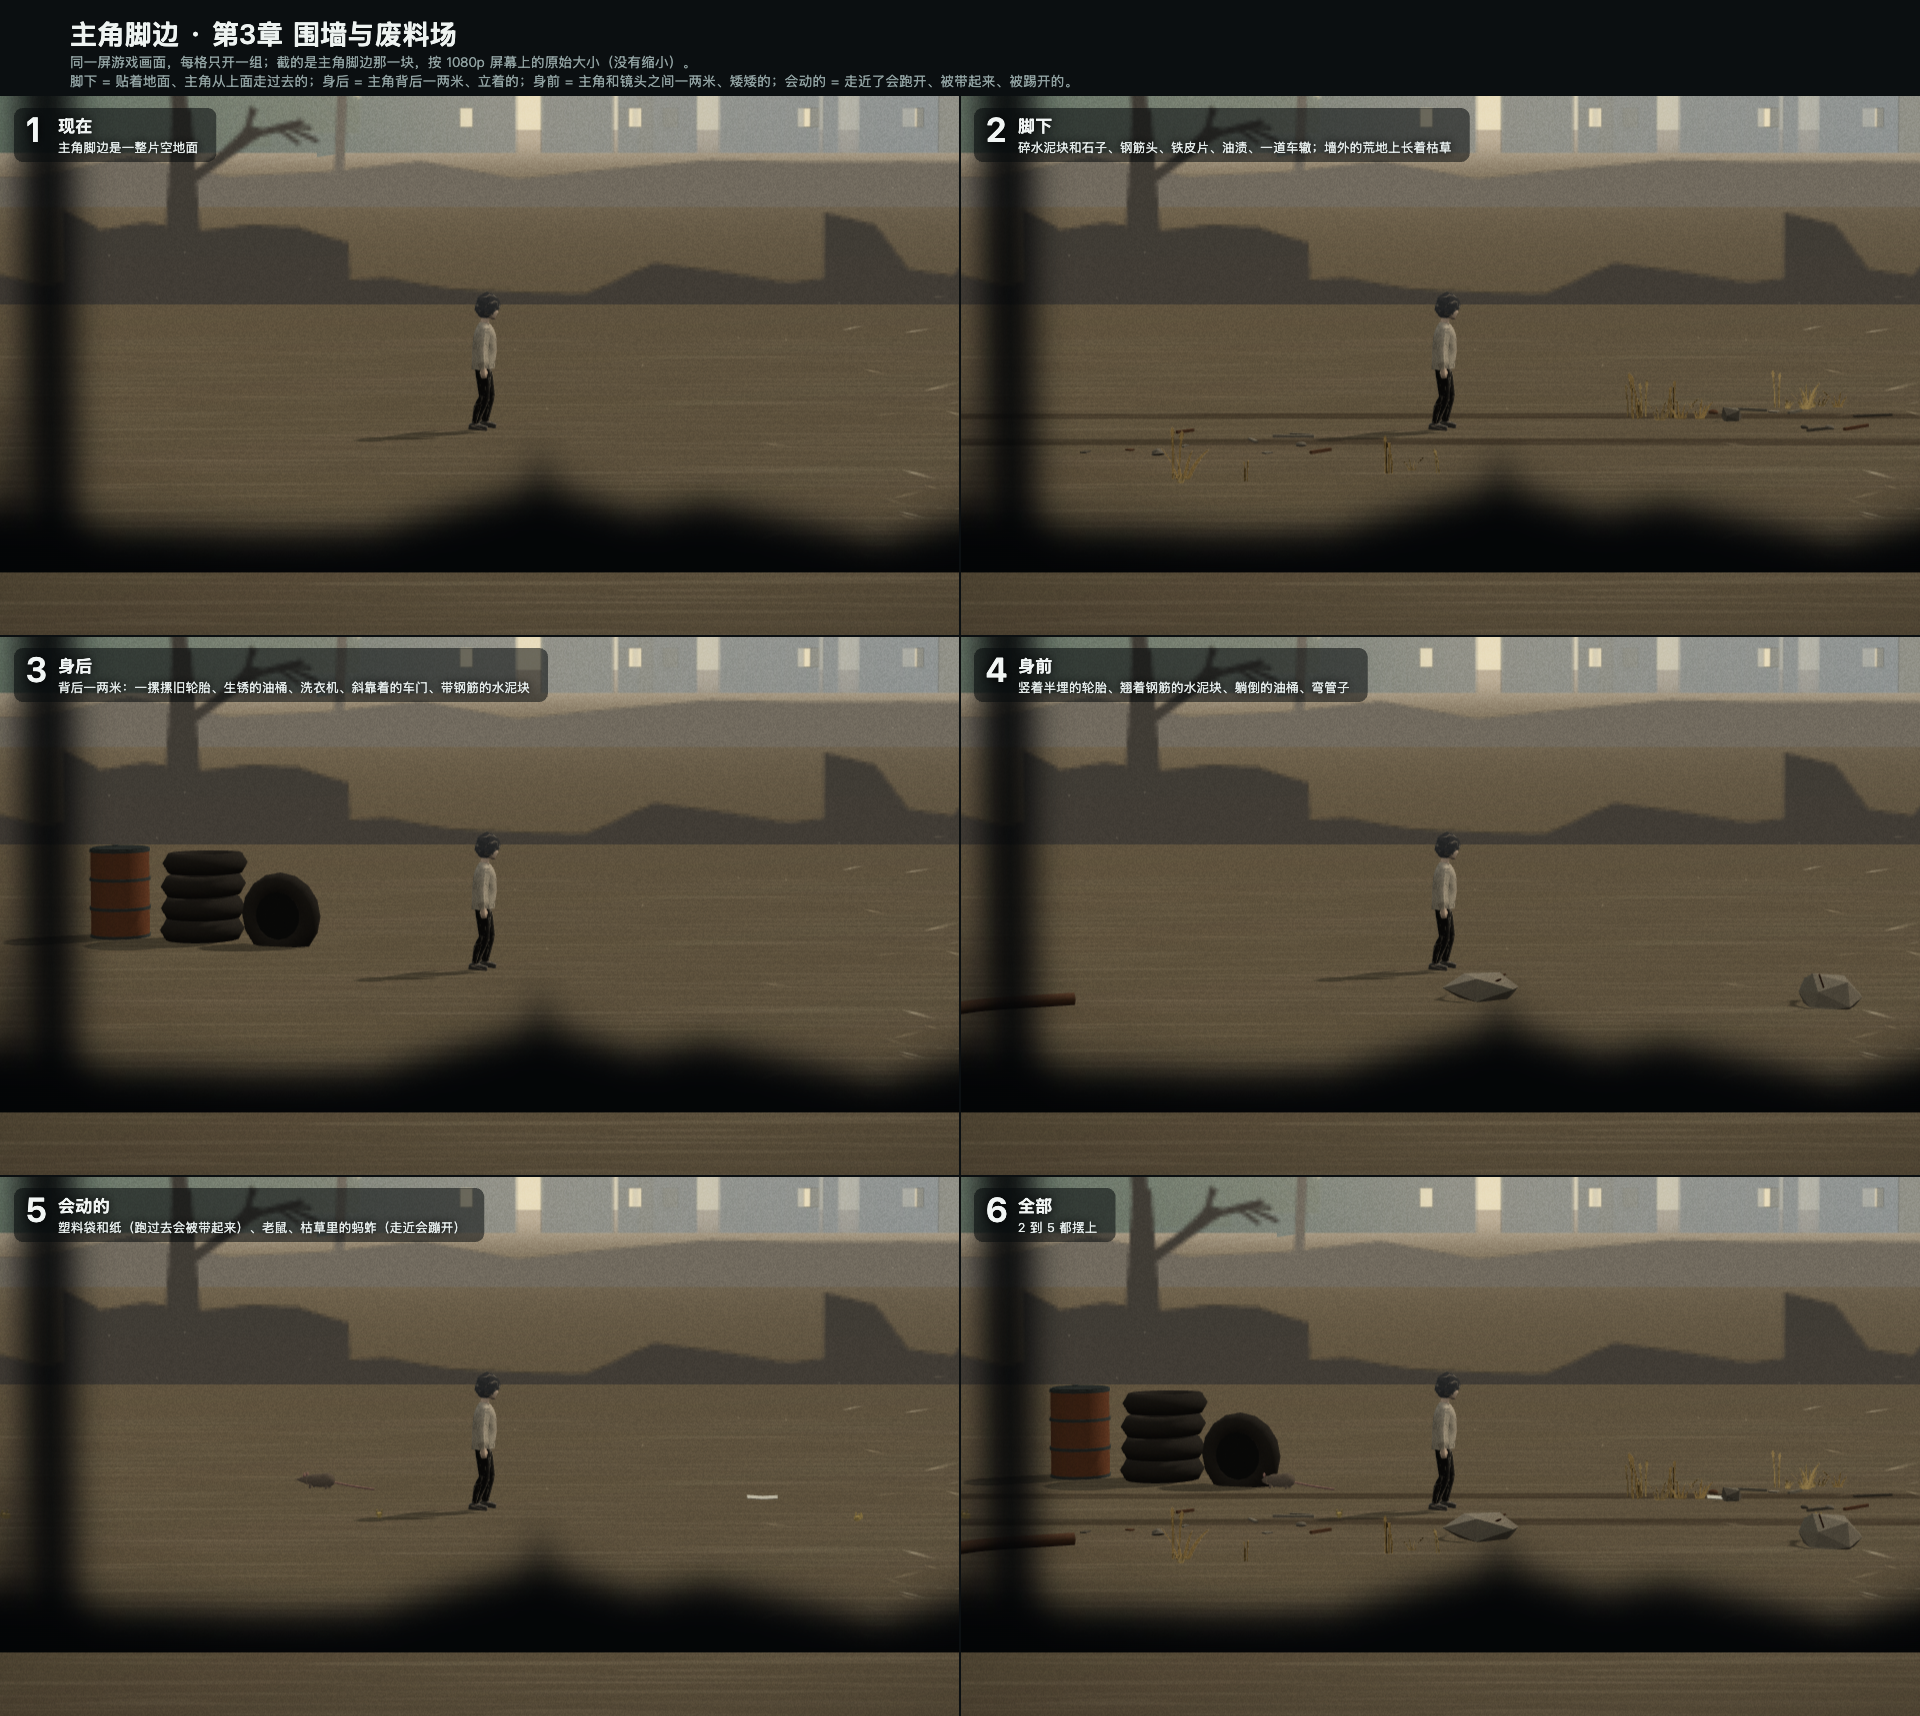 主角脚边 · 第3章 围墙与废料场
同一屏游戏画面，每格只开一组；截的是主角脚边那一块，按 1080p 屏幕上的原始大小（没有缩小）。
脚下 = 贴着地面、主角从上面走过去的；身后 = 主角背后一两米、立着的；身前 = 主角和镜头之间一两米、矮矮的；会动的 = 走近了会跑开、被带起来、被踢开的。
1 现在
主角脚边是一整片空地面
2 脚下
碎水泥块和石子、钢筋头、铁皮片、油渍、一道车辙；墙外的荒地上长着枯草
3 身后
背后一两米：一摞摞旧轮胎、生锈的油桶、洗衣机、斜靠着的车门、带钢筋的水泥块
4 身前
竖着半埋的轮胎、翘着钢筋的水泥块、躺倒的油桶、弯管子
5 会动的
塑料袋和纸（跑过去会被带起来）、老鼠、枯草里的蚂蚱（走近会蹦开）
6 全部
2 到 5 都摆上